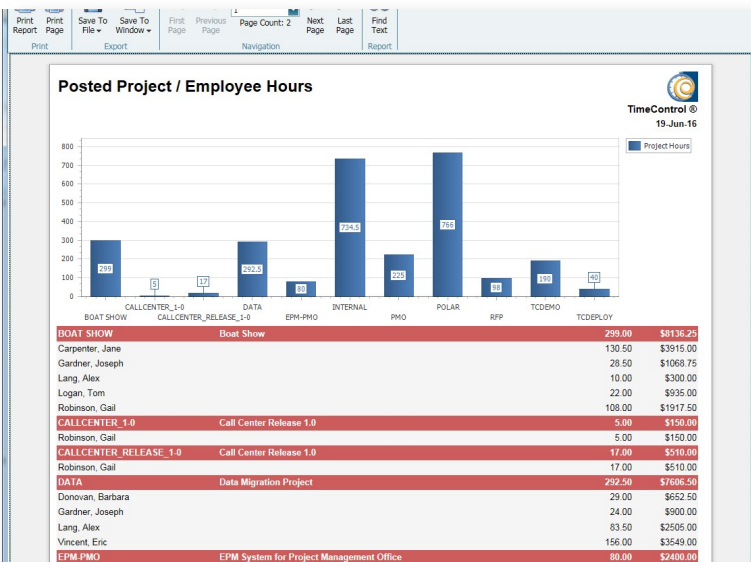 Print Report
Print Page
Save To File
Save To Window
First Page
Previous Page
Page Count: 2
Next Page
Last Page
Find Text
Print
Export
Navigation
Report
Posted Project / Employee Hours
TimeControl ®
19-Jun-16
Project Hours
800
700
600
500
400
300
200
100
0
299
5
17
292.5
80
734.5
225
766
98
190
40
CALLCENTER_1-0 DATA INTERNAL POLAR TCDEMO
BOAT SHOW CALLCENTER_RELEASE_1-0 EPM-PMO PMO RFP TCDEPLOY
BOAT SHOW Boat Show 299.00 $8136.25
Carpenter, Jane 130.50 $3915.00
Gardner, Joseph 28.50 $1068.75
Lang, Alex 10.00 $300.00
Logan, Tom 22.00 $935.00
Robinson, Gail 108.00 $1917.50
CALLCENTER_1-0 Call Center Release 1.0 5.00 $150.00
Robinson, Gail 5.00 $150.00
CALLCENTER_RELEASE_1-0 Call Center Release 1.0 17.00 $510.00
Robinson, Gail 17.00 $510.00
DATA Data Migration Project 292.50 $7606.50
Donovan, Barbara 29.00 $652.50
Gardner, Joseph 24.00 $900.00
Lang, Alex 83.50 $2505.00
Vincent, Eric 156.00 $3549.00
EPM-PMO EPM System for Project Management Office 80.00 $2400.00